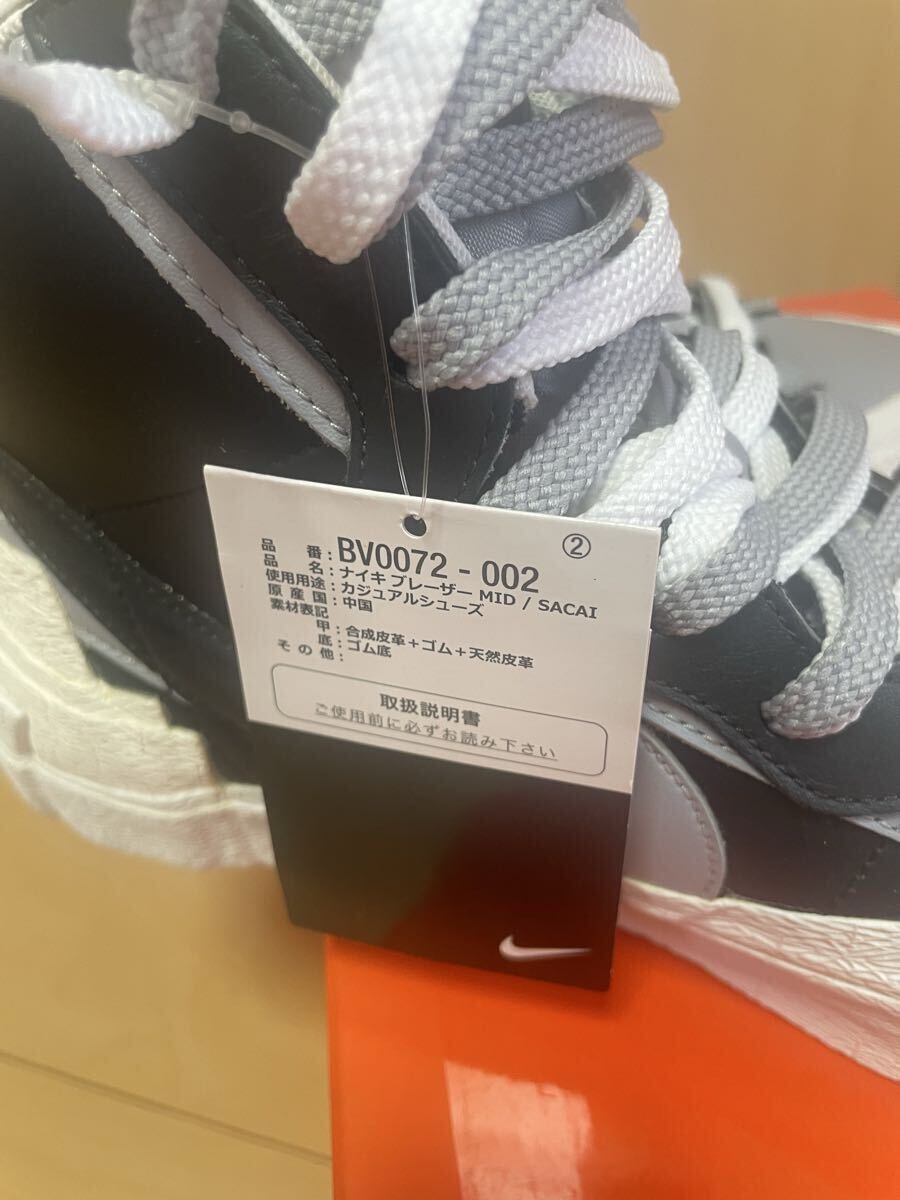 ②
品番：BV0072 - 002
品名：ナイキ ブレーザー MID / SACAI
使用用途：カジュアルシューズ
原産国：中国
素材表記
甲：合成皮革＋ゴム＋天然皮革
底：ゴム底
その他：
取扱説明書
ご使用前に必ずお読み下さい